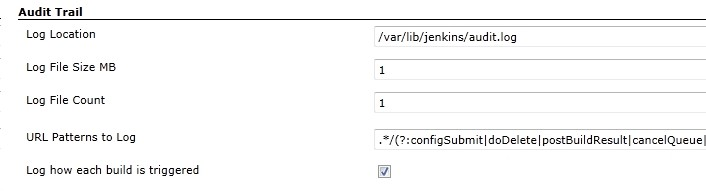 Audit Trail
Log Location /var/lib/jenkins/audit.log
Log File Size MB 1
Log File Count 1
URL Patterns to Log .*/(?:configSubmit|doDelete|postBuildResult|cancelQueue|
Log how each build is triggered